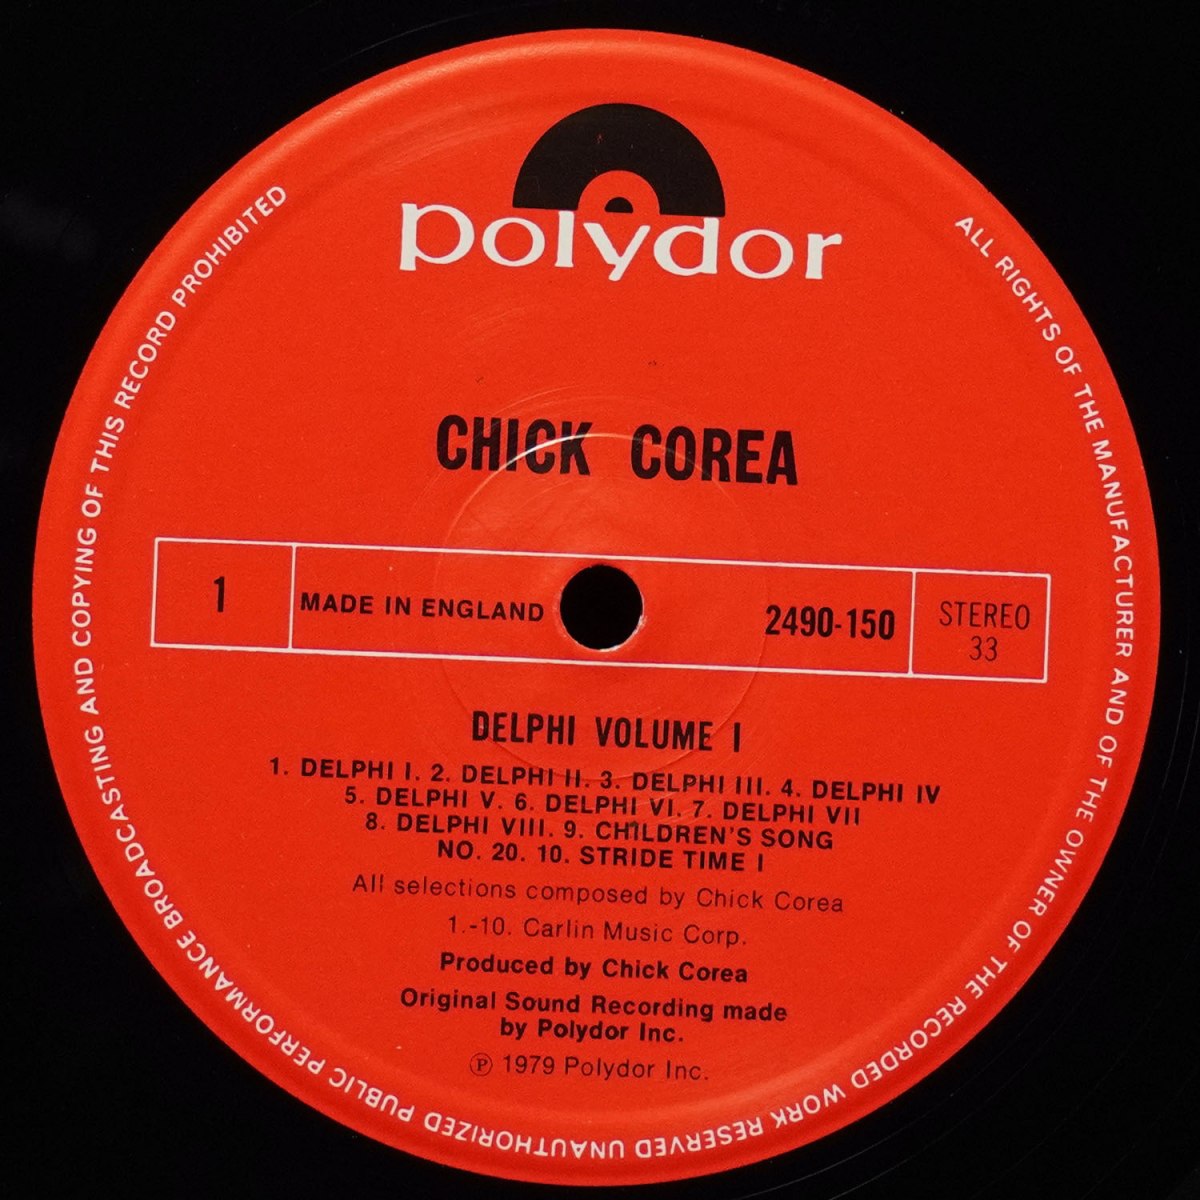 polydor
CHICK COREA
1
MADE IN ENGLAND
2490-150
STEREO
33
DELPHI VOLUME I
1. DELPHI I. 2. DELPHI II. 3. DELPHI III. 4. DELPHI IV
5. DELPHI V. 6. DELPHI VI. 7. DELPHI VII
8. DELPHI VIII. 9. CHILDREN'S SONG
NO. 20. 10. STRIDE TIME I
All selections composed by Chick Corea
1.-10. Carlin Music Corp.
Produced by Chick Corea
Original Sound Recording made
by Polydor Inc.
℗ 1979 Polydor Inc.
ALL RIGHTS OF THE MANUFACTURER AND OF THE OWNER OF THE RECORDED WORK RESERVED UNAUTHORIZED PUBLIC PERFORMANCE BROADCASTING AND COPYING OF THIS RECORD PROHIBITED